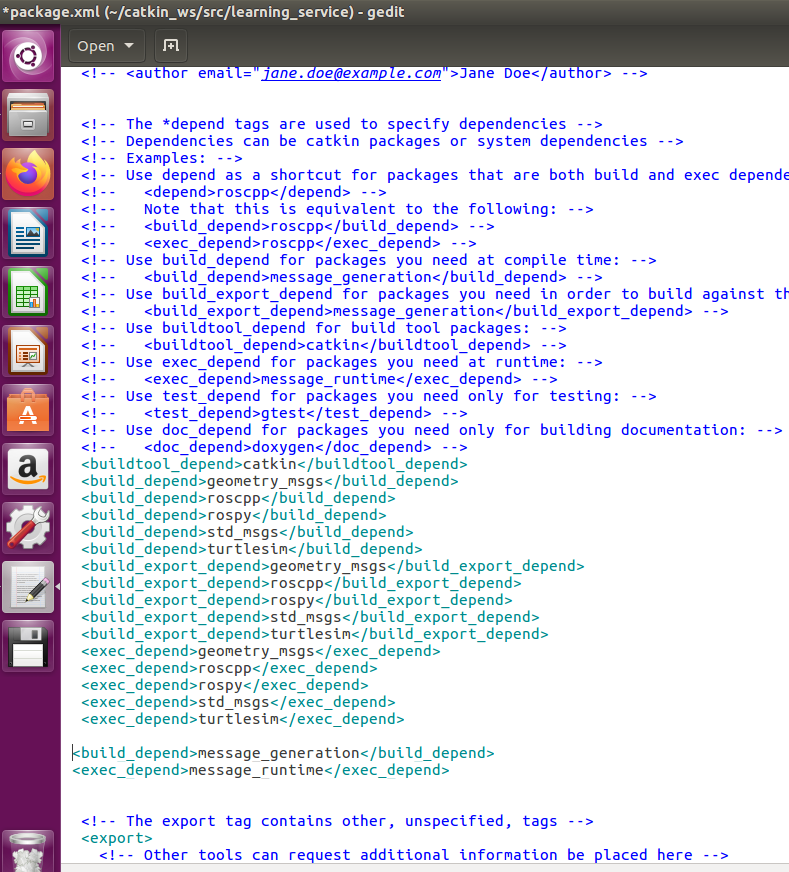 *package.xml (~/catkin_ws/src/learning_service) - gedit
Open
<!-- <author email="jane.doe@example.com">Jane Doe</author> -->
<!-- The *depend tags are used to specify dependencies -->
<!-- Dependencies can be catkin packages or system dependencies -->
<!-- Examples: -->
<!-- Use depend as a shortcut for packages that are both build and exec depende
<!--   <depend>roscpp</depend> -->
<!--   Note that this is equivalent to the following: -->
<!--   <build_depend>roscpp</build_depend> -->
<!--   <exec_depend>roscpp</exec_depend> -->
<!-- Use build_depend for packages you need at compile time: -->
<!--   <build_depend>message_generation</build_depend> -->
<!-- Use build_export_depend for packages you need in order to build against th
<!--   <build_export_depend>message_generation</build_export_depend> -->
<!-- Use buildtool_depend for build tool packages: -->
<!--   <buildtool_depend>catkin</buildtool_depend> -->
<!-- Use exec_depend for packages you need at runtime: -->
<!--   <exec_depend>message_runtime</exec_depend> -->
<!-- Use test_depend for packages you need only for testing: -->
<!--   <test_depend>gtest</test_depend> -->
<!-- Use doc_depend for packages you need only for building documentation: -->
<!--   <doc_depend>doxygen</doc_depend> -->
<buildtool_depend>catkin</buildtool_depend>
<build_depend>geometry_msgs</build_depend>
<build_depend>roscpp</build_depend>
<build_depend>rospy</build_depend>
<build_depend>std_msgs</build_depend>
<build_depend>turtlesim</build_depend>
<build_export_depend>geometry_msgs</build_export_depend>
<build_export_depend>roscpp</build_export_depend>
<build_export_depend>rospy</build_export_depend>
<build_export_depend>std_msgs</build_export_depend>
<build_export_depend>turtlesim</build_export_depend>
<exec_depend>geometry_msgs</exec_depend>
<exec_depend>roscpp</exec_depend>
<exec_depend>rospy</exec_depend>
<exec_depend>std_msgs</exec_depend>
<exec_depend>turtlesim</exec_depend>
<build_depend>message_generation</build_depend>
<exec_depend>message_runtime</exec_depend>
<!-- The export tag contains other, unspecified, tags -->
<export>
<!-- Other tools can request additional information be placed here -->